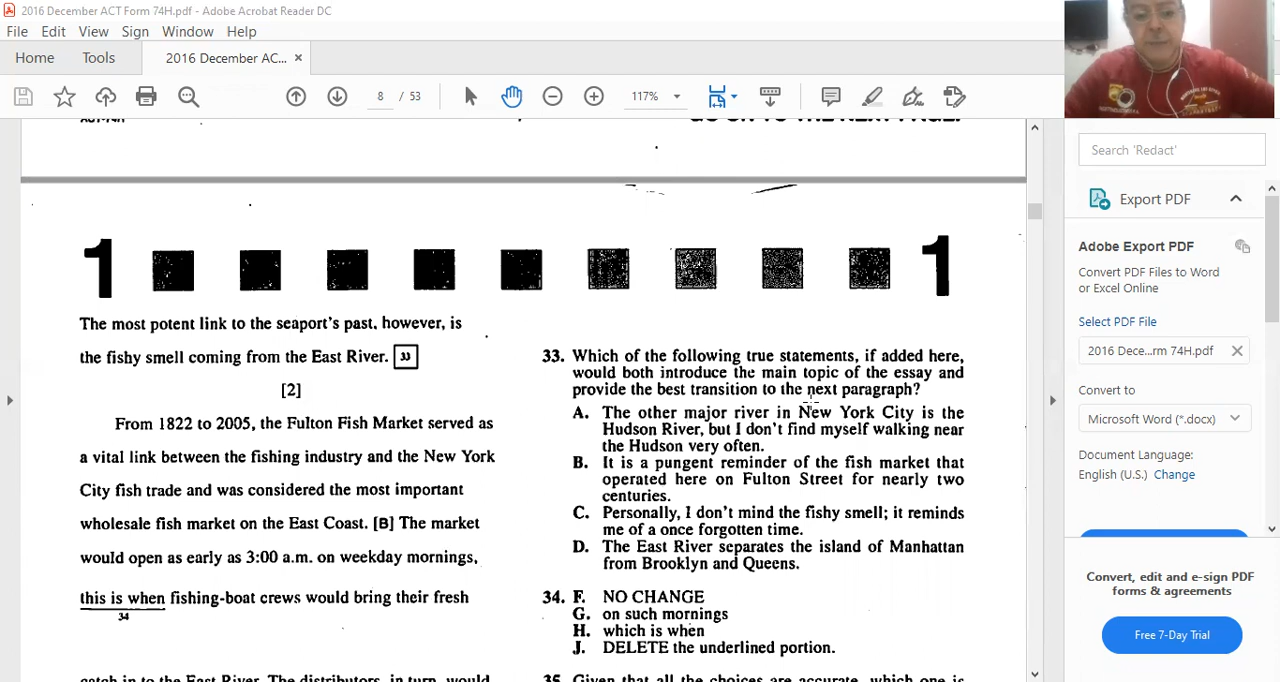 2016 December ACT Form 74H.pdf - Adobe Acrobat Reader DC
File Edit View Sign Window Help
Home Tools 2016 December AC... ×
8 / 53 117%
GO ON TO THE NEXT PAGE.
1 1
The most potent link to the seaport's past, however, is
the fishy smell coming from the East River. 33
[2]
From 1822 to 2005, the Fulton Fish Market served as
a vital link between the fishing industry and the New York
City fish trade and was considered the most important
wholesale fish market on the East Coast. [B] The market
would open as early as 3:00 a.m. on weekday mornings,
this is when fishing-boat crews would bring their fresh
34
catch in to the East River. The distributors, in turn, would
33. Which of the following true statements, if added here,
would both introduce the main topic of the essay and
provide the best transition to the next paragraph?
A. The other major river in New York City is the
Hudson River, but I don't find myself walking near
the Hudson very often.
B. It is a pungent reminder of the fish market that
operated here on Fulton Street for nearly two
centuries.
C. Personally, I don't mind the fishy smell; it reminds
me of a once forgotten time.
D. The East River separates the island of Manhattan
from Brooklyn and Queens.
34. F. NO CHANGE
G. on such mornings
H. which is when
J. DELETE the underlined portion.
35. Given that all the choices are accurate, which one is
Search 'Redact'
Export PDF
Adobe Export PDF
Convert PDF Files to Word
or Excel Online
Select PDF File
2016 Dece...rm 74H.pdf ×
Convert to
Microsoft Word (*.docx)
Document Language:
English (U.S.) Change
Convert, edit and e-sign PDF
forms & agreements
Free 7-Day Trial